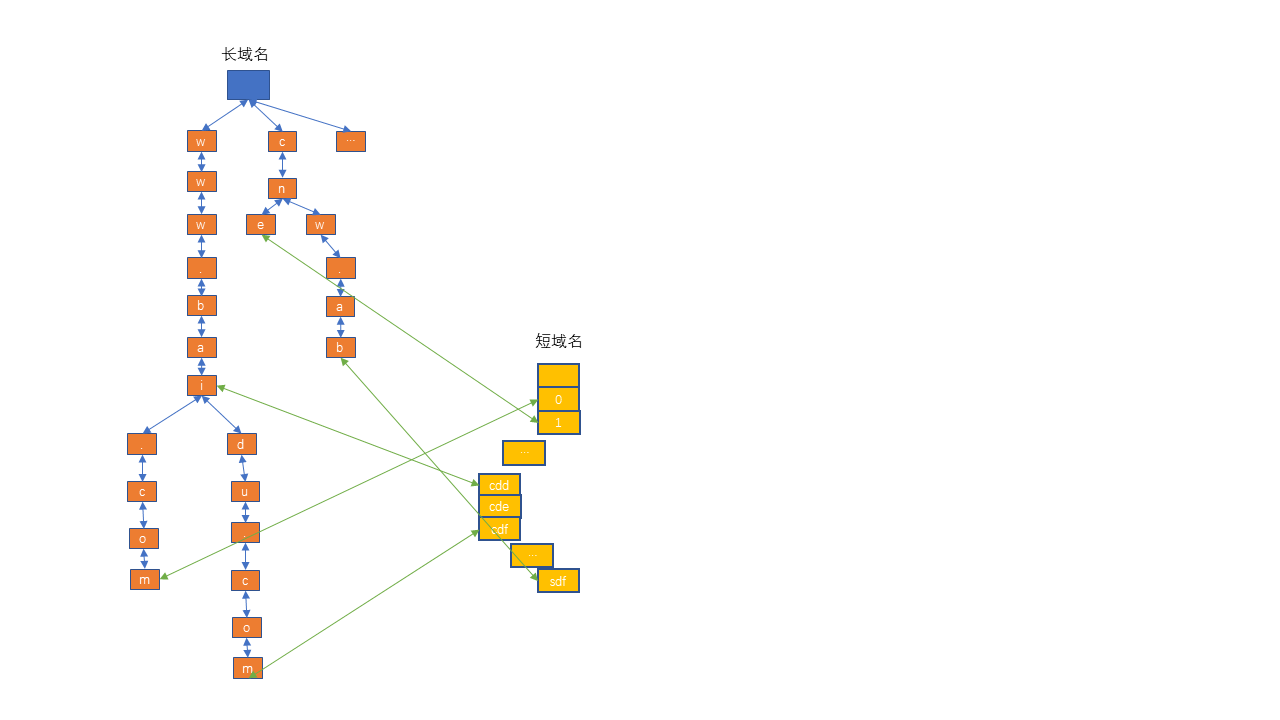 长域名
w
c
...
w
n
w
e
w
.
.
b
a
a
b
i
.
d
c
u
o
.
m
c
o
m
短域名
0
1
...
cdd
cde
cdf
...
sdf